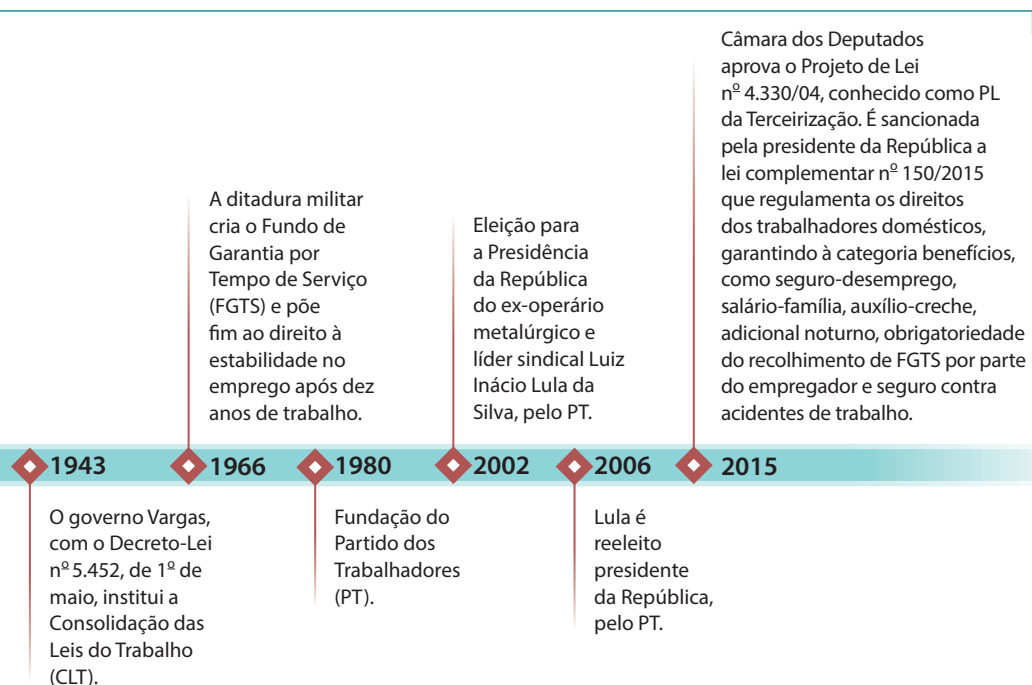 Câmara dos Deputados
aprova o Projeto de Lei
nº 4.330/04, conhecido como PL
da Terceirização. É sancionada
pela presidente da República a
lei complementar nº 150/2015
que regulamenta os direitos
dos trabalhadores domésticos,
garantindo à categoria benefícios,
como seguro-desemprego,
salário-família, auxílio-creche,
adicional noturno, obrigatoriedade
do recolhimento de FGTS por parte
do empregador e seguro contra
acidentes de trabalho.
A ditadura militar
cria o Fundo de
Garantia por
Tempo de Serviço
(FGTS) e põe
fim ao direito à
estabilidade no
emprego após dez
anos de trabalho.
Eleição para
a Presidência
da República
do ex-operário
metalúrgico e
líder sindical Luiz
Inácio Lula da
Silva, pelo PT.
1943 1966 1980 2002 2006 2015
O governo Vargas,
com o Decreto-Lei
nº 5.452, de 1º de
maio, institui a
Consolidação das
Leis do Trabalho
(CLT).
Fundação do
Partido dos
Trabalhadores
(PT).
Lula é
reeleito
presidente
da República,
pelo PT.